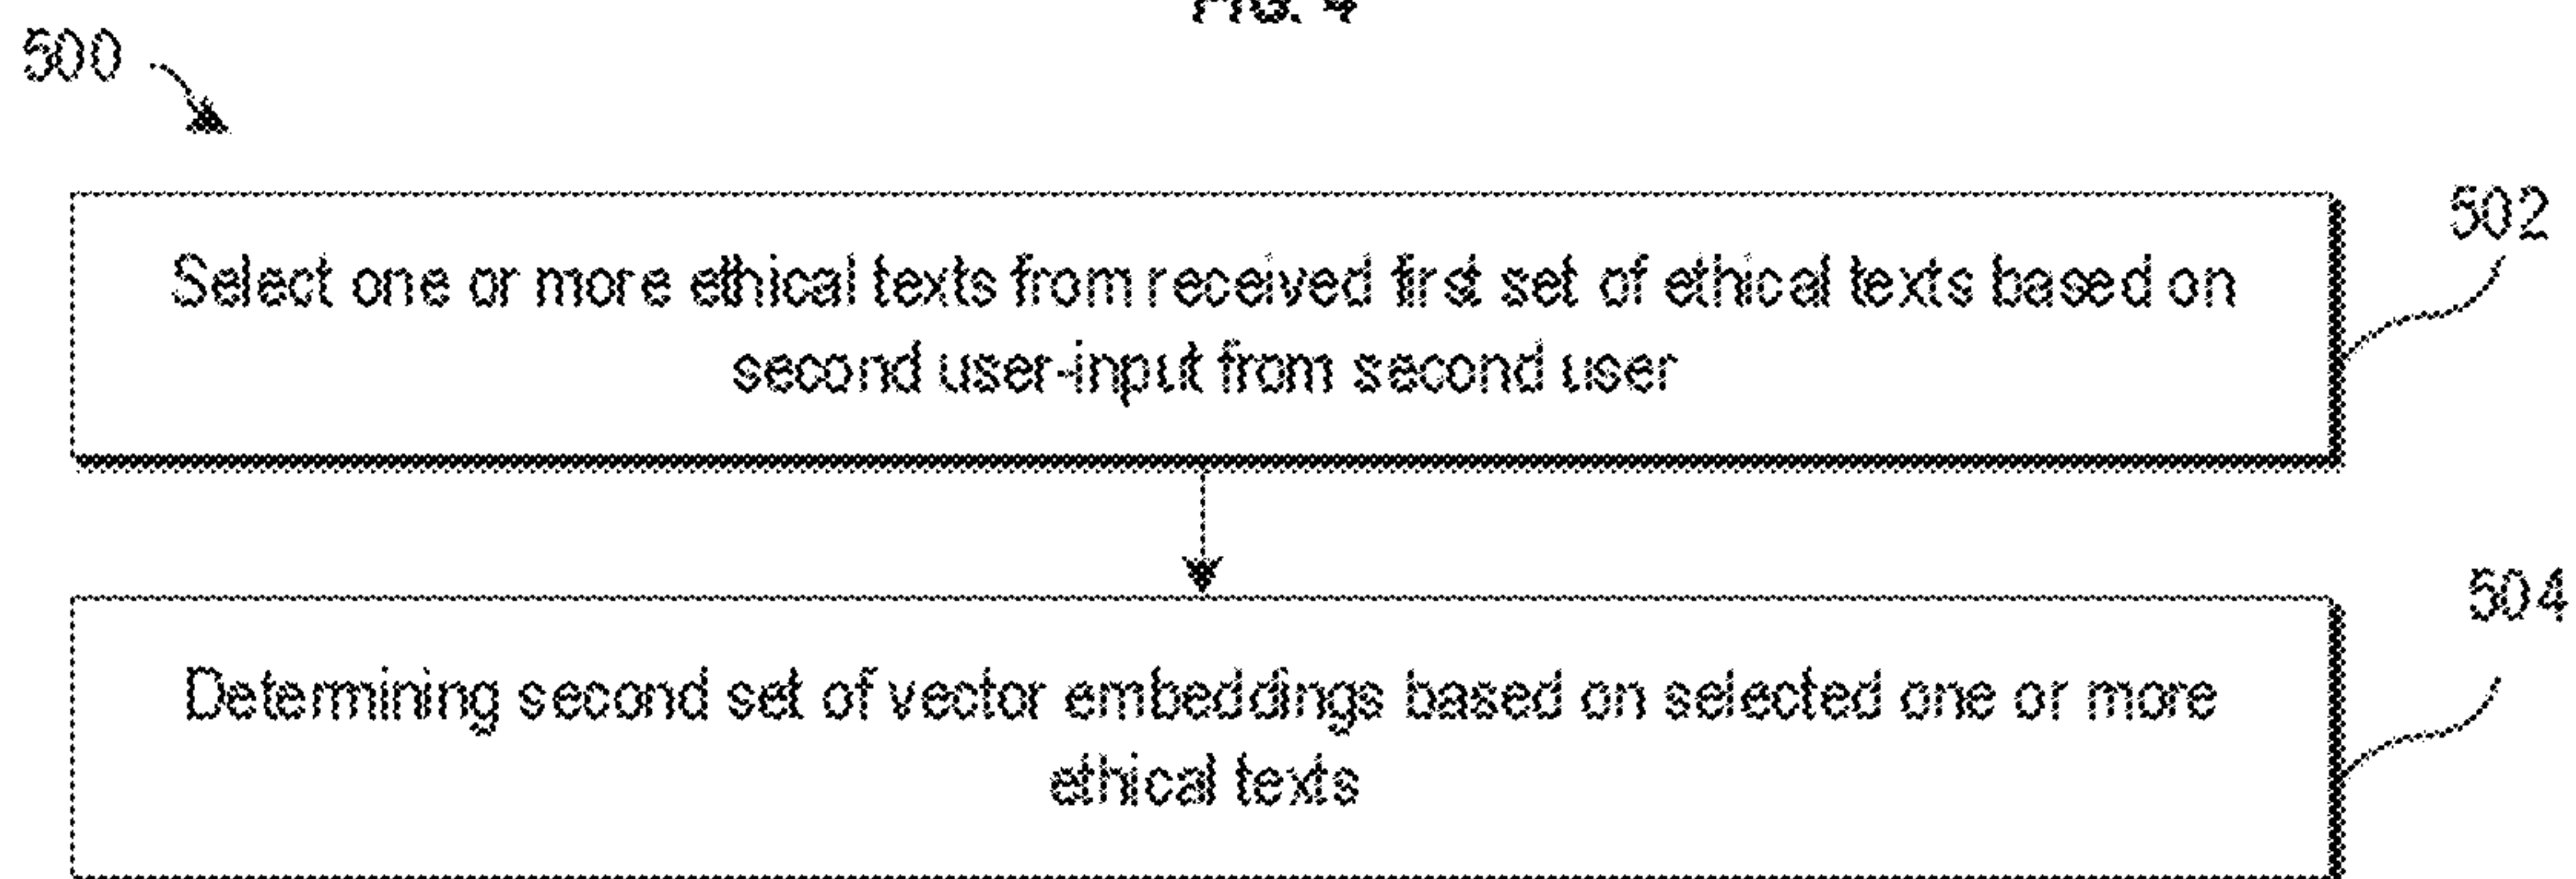 FIG. 4
500
502
Select one or more ethical texts from received first set of ethical texts based on
second user-input from second user
504
Determining second set of vector embeddings based on selected one or more
ethical texts